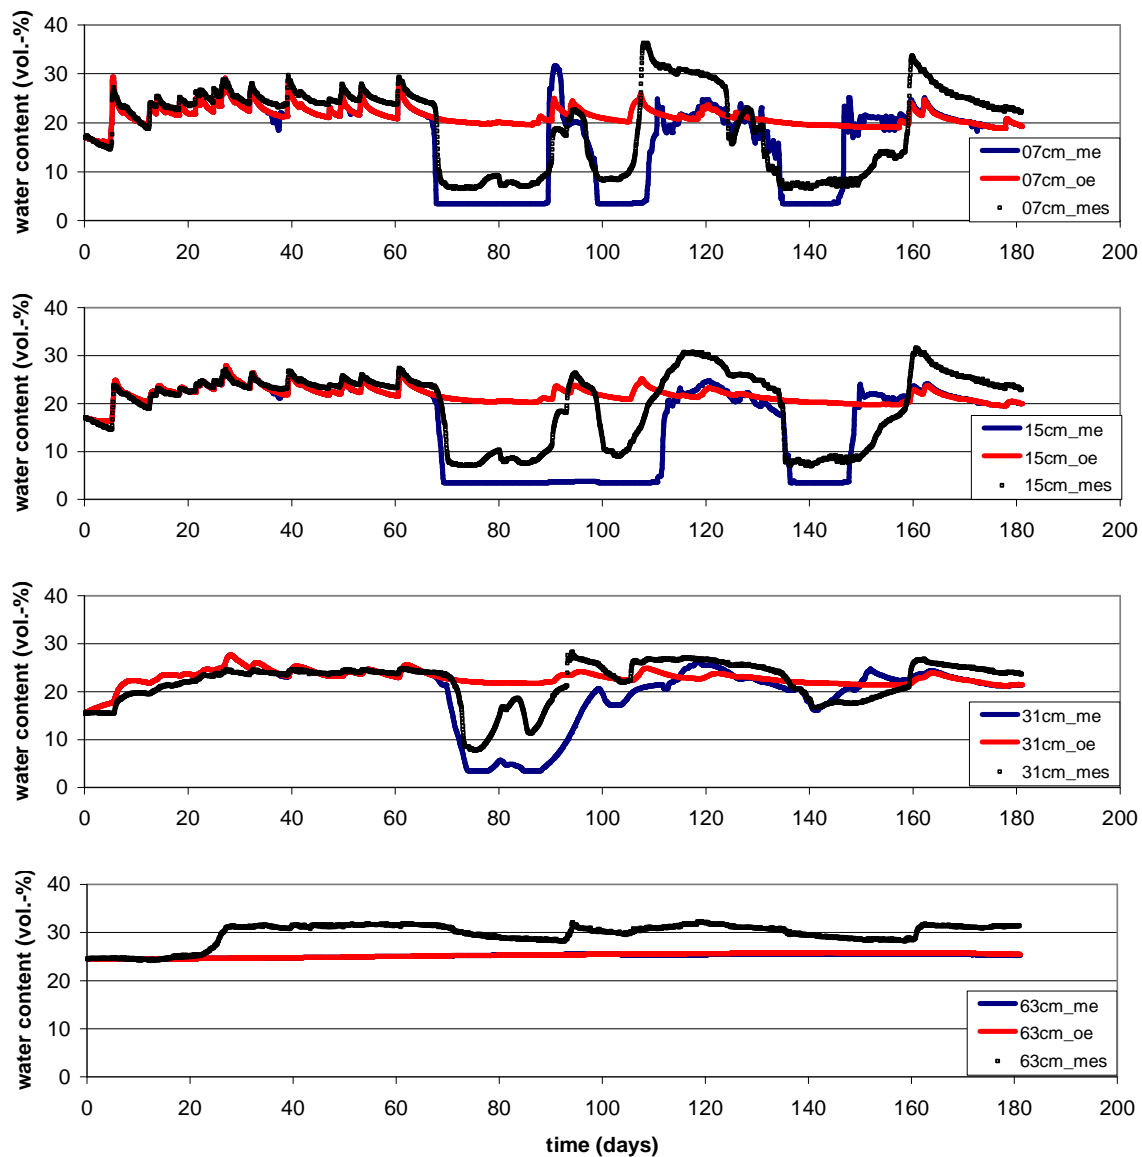 water content (vol.-%)
40
30
20
10
0
0 20 40 60 80 100 120 140 160 180 200
07cm_me
07cm_oe
07cm_mes
water content (vol.-%)
40
30
20
10
0
0 20 40 60 80 100 120 140 160 180 200
15cm_me
15cm_oe
15cm_mes
water content (vol.-%)
40
30
20
10
0
0 20 40 60 80 100 120 140 160 180 200
31cm_me
31cm_oe
31cm_mes
water content (vol.-%)
40
30
20
10
0
0 20 40 60 80 100 120 140 160 180 200
63cm_me
63cm_oe
63cm_mes
time (days)